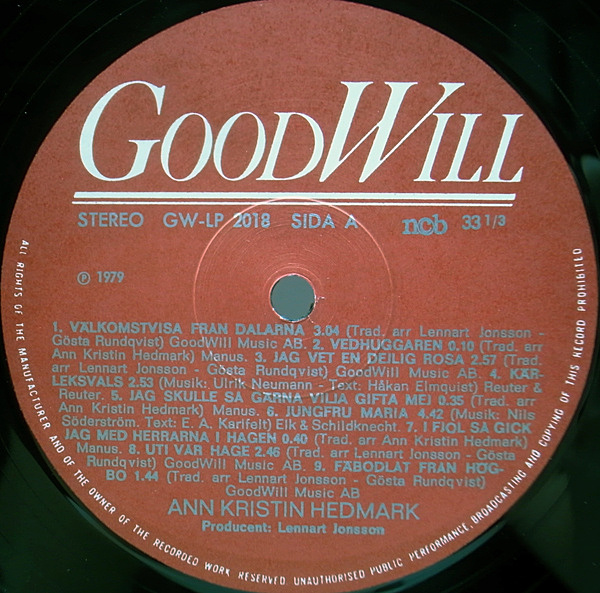 GOODWILL
STEREO GW-LP 2018 SIDA A ncb 33 1/3
℗ 1979
1. VÄLKOMSTVISA FRÅN DALARNA 3.04 (Trad. arr Lennart Jonsson -
Gösta Rundqvist) GoodWill Music AB. 2. VEDHUGGAREN 0.10 (Trad. arr
Ann Kristin Hedmark) Manus. 3. JAG VET EN DEILIG ROSA 2.57 (Trad.
arr Lennart Jonsson - Gösta Rundqvist) GoodWill Music AB. 4. KÄR-
LEKSVALS 2.53 (Musik: Ulrik Neumann - Text: Håkan Elmquist) Reuter &
Reuter. 5. JAG SKULLE SÅ GÄRNA VILJA GIFTA MEJ 0.35 (Trad. arr
Ann Kristin Hedmark) Manus. 6. JUNGFRU MARIA 4.42 (Musik: Nils
Söderström. Text: E. A. Karlfelt) Elk & Schildknecht. 7. I FJOL SÅ GICK
JAG MED HERRARNA I HAGEN 0.40 (Trad. arr Ann Kristin Hedmark)
Manus. 8. UTI VÅR HAGE 2.46 (Trad. arr Lennart Jonsson - Gösta
Rundqvist) GoodWill Music AB. 9. FÄBODLÅT FRÅN HÖG-
BO 1.44 (Trad. arr Lennart Jonsson - Gösta Rundqvist)
GoodWill Music AB
ANN KRISTIN HEDMARK
Producent: Lennart Jonsson
ALL RIGHTS OF THE MANUFACTURER AND OF THE OWNER OF THE RECORDED WORK RESERVED. UNAUTHORISED PUBLIC PERFORMANCE, BROADCASTING AND COPYING OF THIS RECORD PROHIBITED